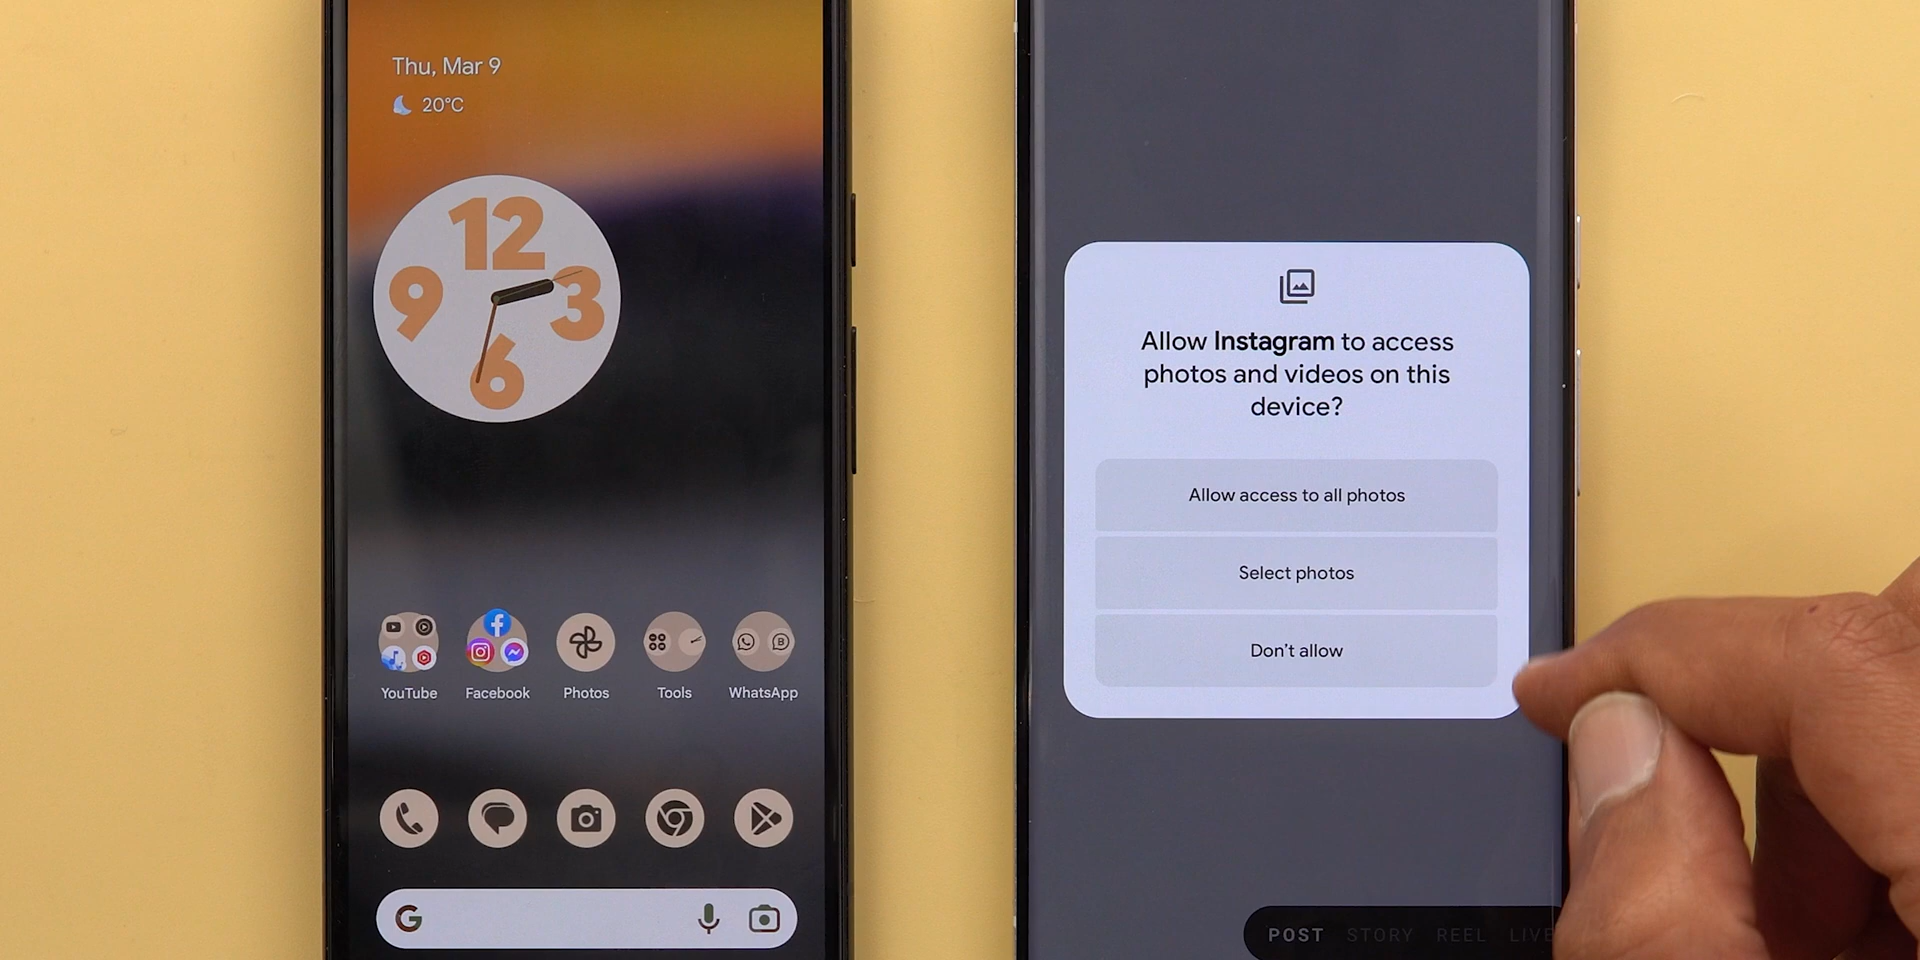 Thu, Mar 9
20°C
12
9
3
6
YouTube
Facebook
Photos
Tools
WhatsApp
Allow Instagram to access
photos and videos on this
device?
Allow access to all photos
Select photos
Don't allow
POST STORY REEL LIVE